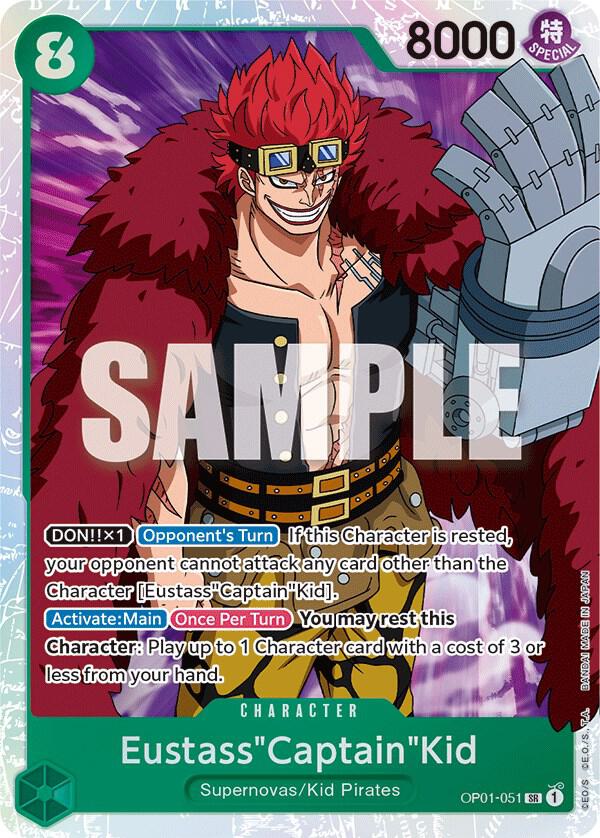 8
8000
特
SPECIAL
SAMPLE
DON!!×1 Opponent's Turn If this Character is rested,
your opponent cannot attack any card other than the
Character [Eustass"Captain"Kid].
Activate:Main Once Per Turn You may rest this
Character: Play up to 1 Character card with a cost of 3 or
less from your hand.
CHARACTER
Eustass"Captain"Kid
Supernovas/Kid Pirates
OP01-051 SR 1
©E.O./S., T.A. BANDAI MADE IN JAPAN
©EO/S